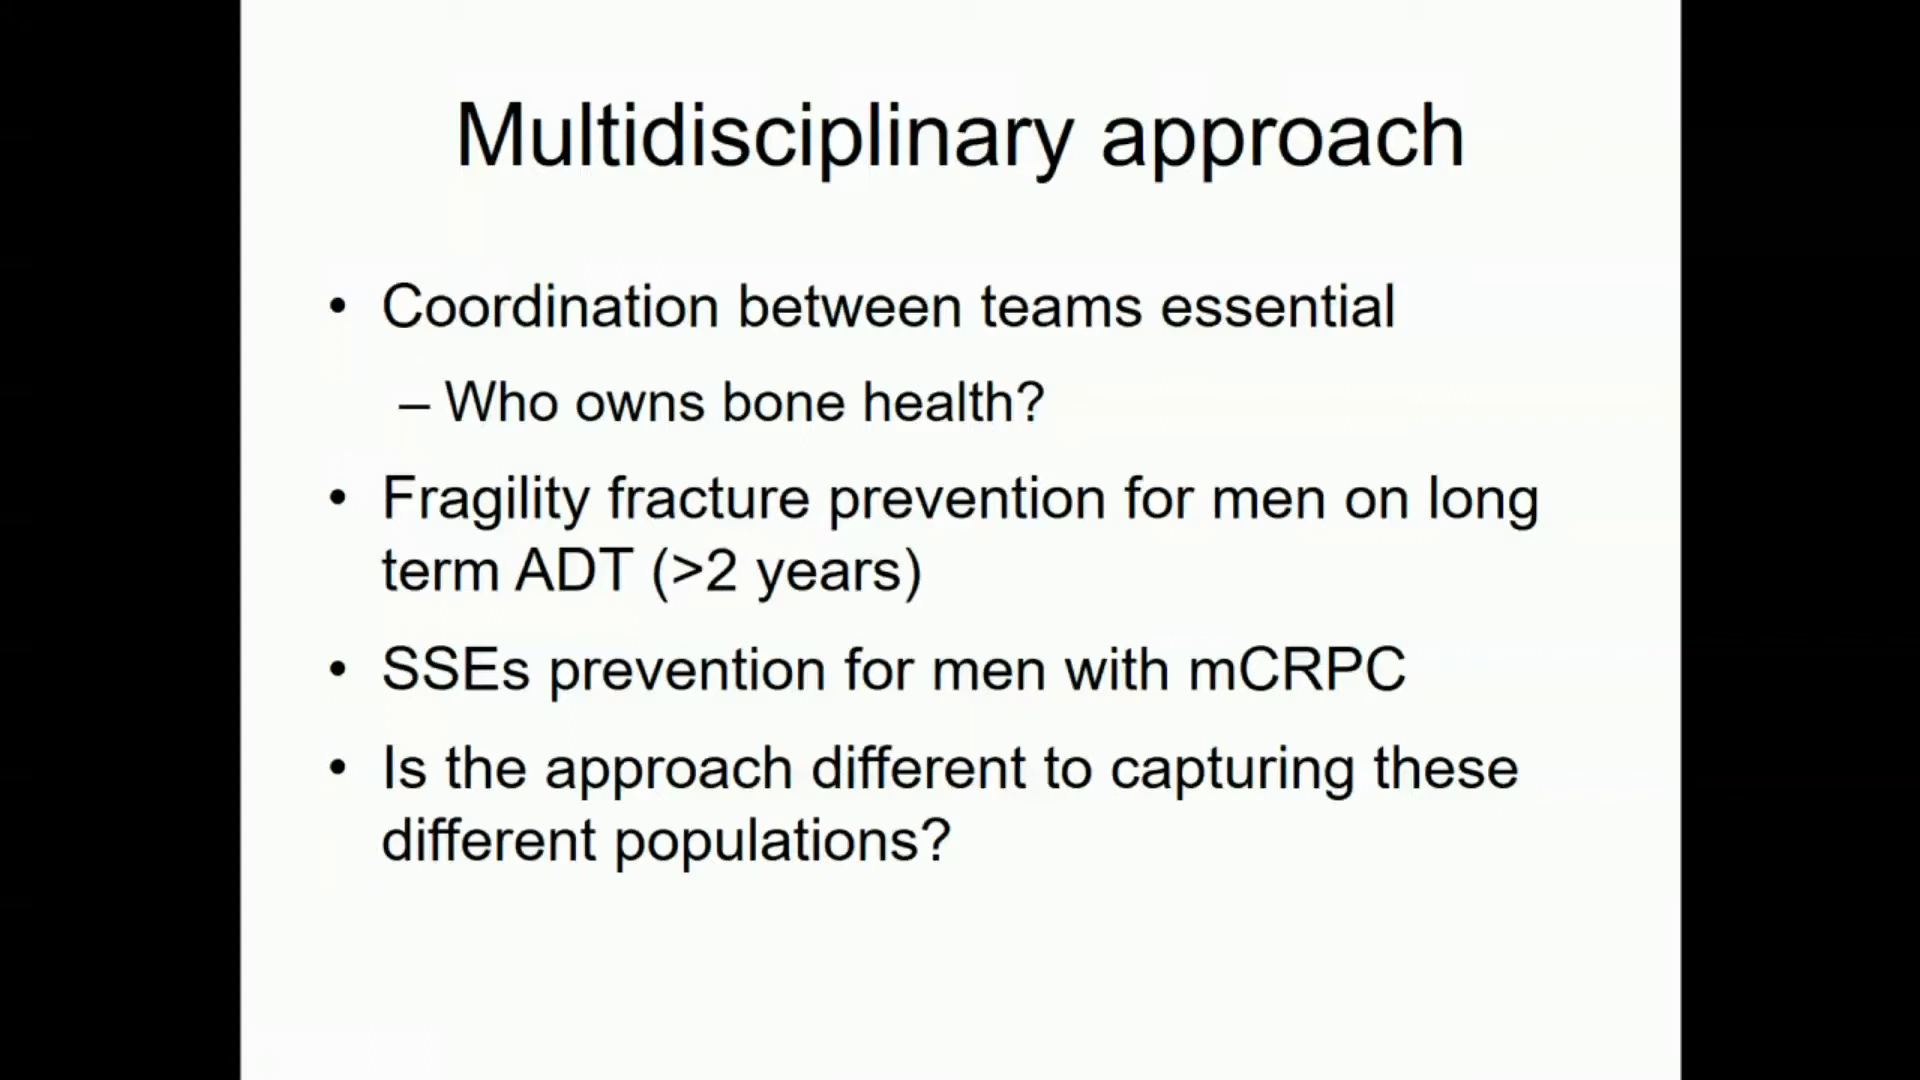 Multidisciplinary approach
• Coordination between teams essential
– Who owns bone health?
• Fragility fracture prevention for men on long
term ADT (>2 years)
• SSEs prevention for men with mCRPC
• Is the approach different to capturing these
different populations?